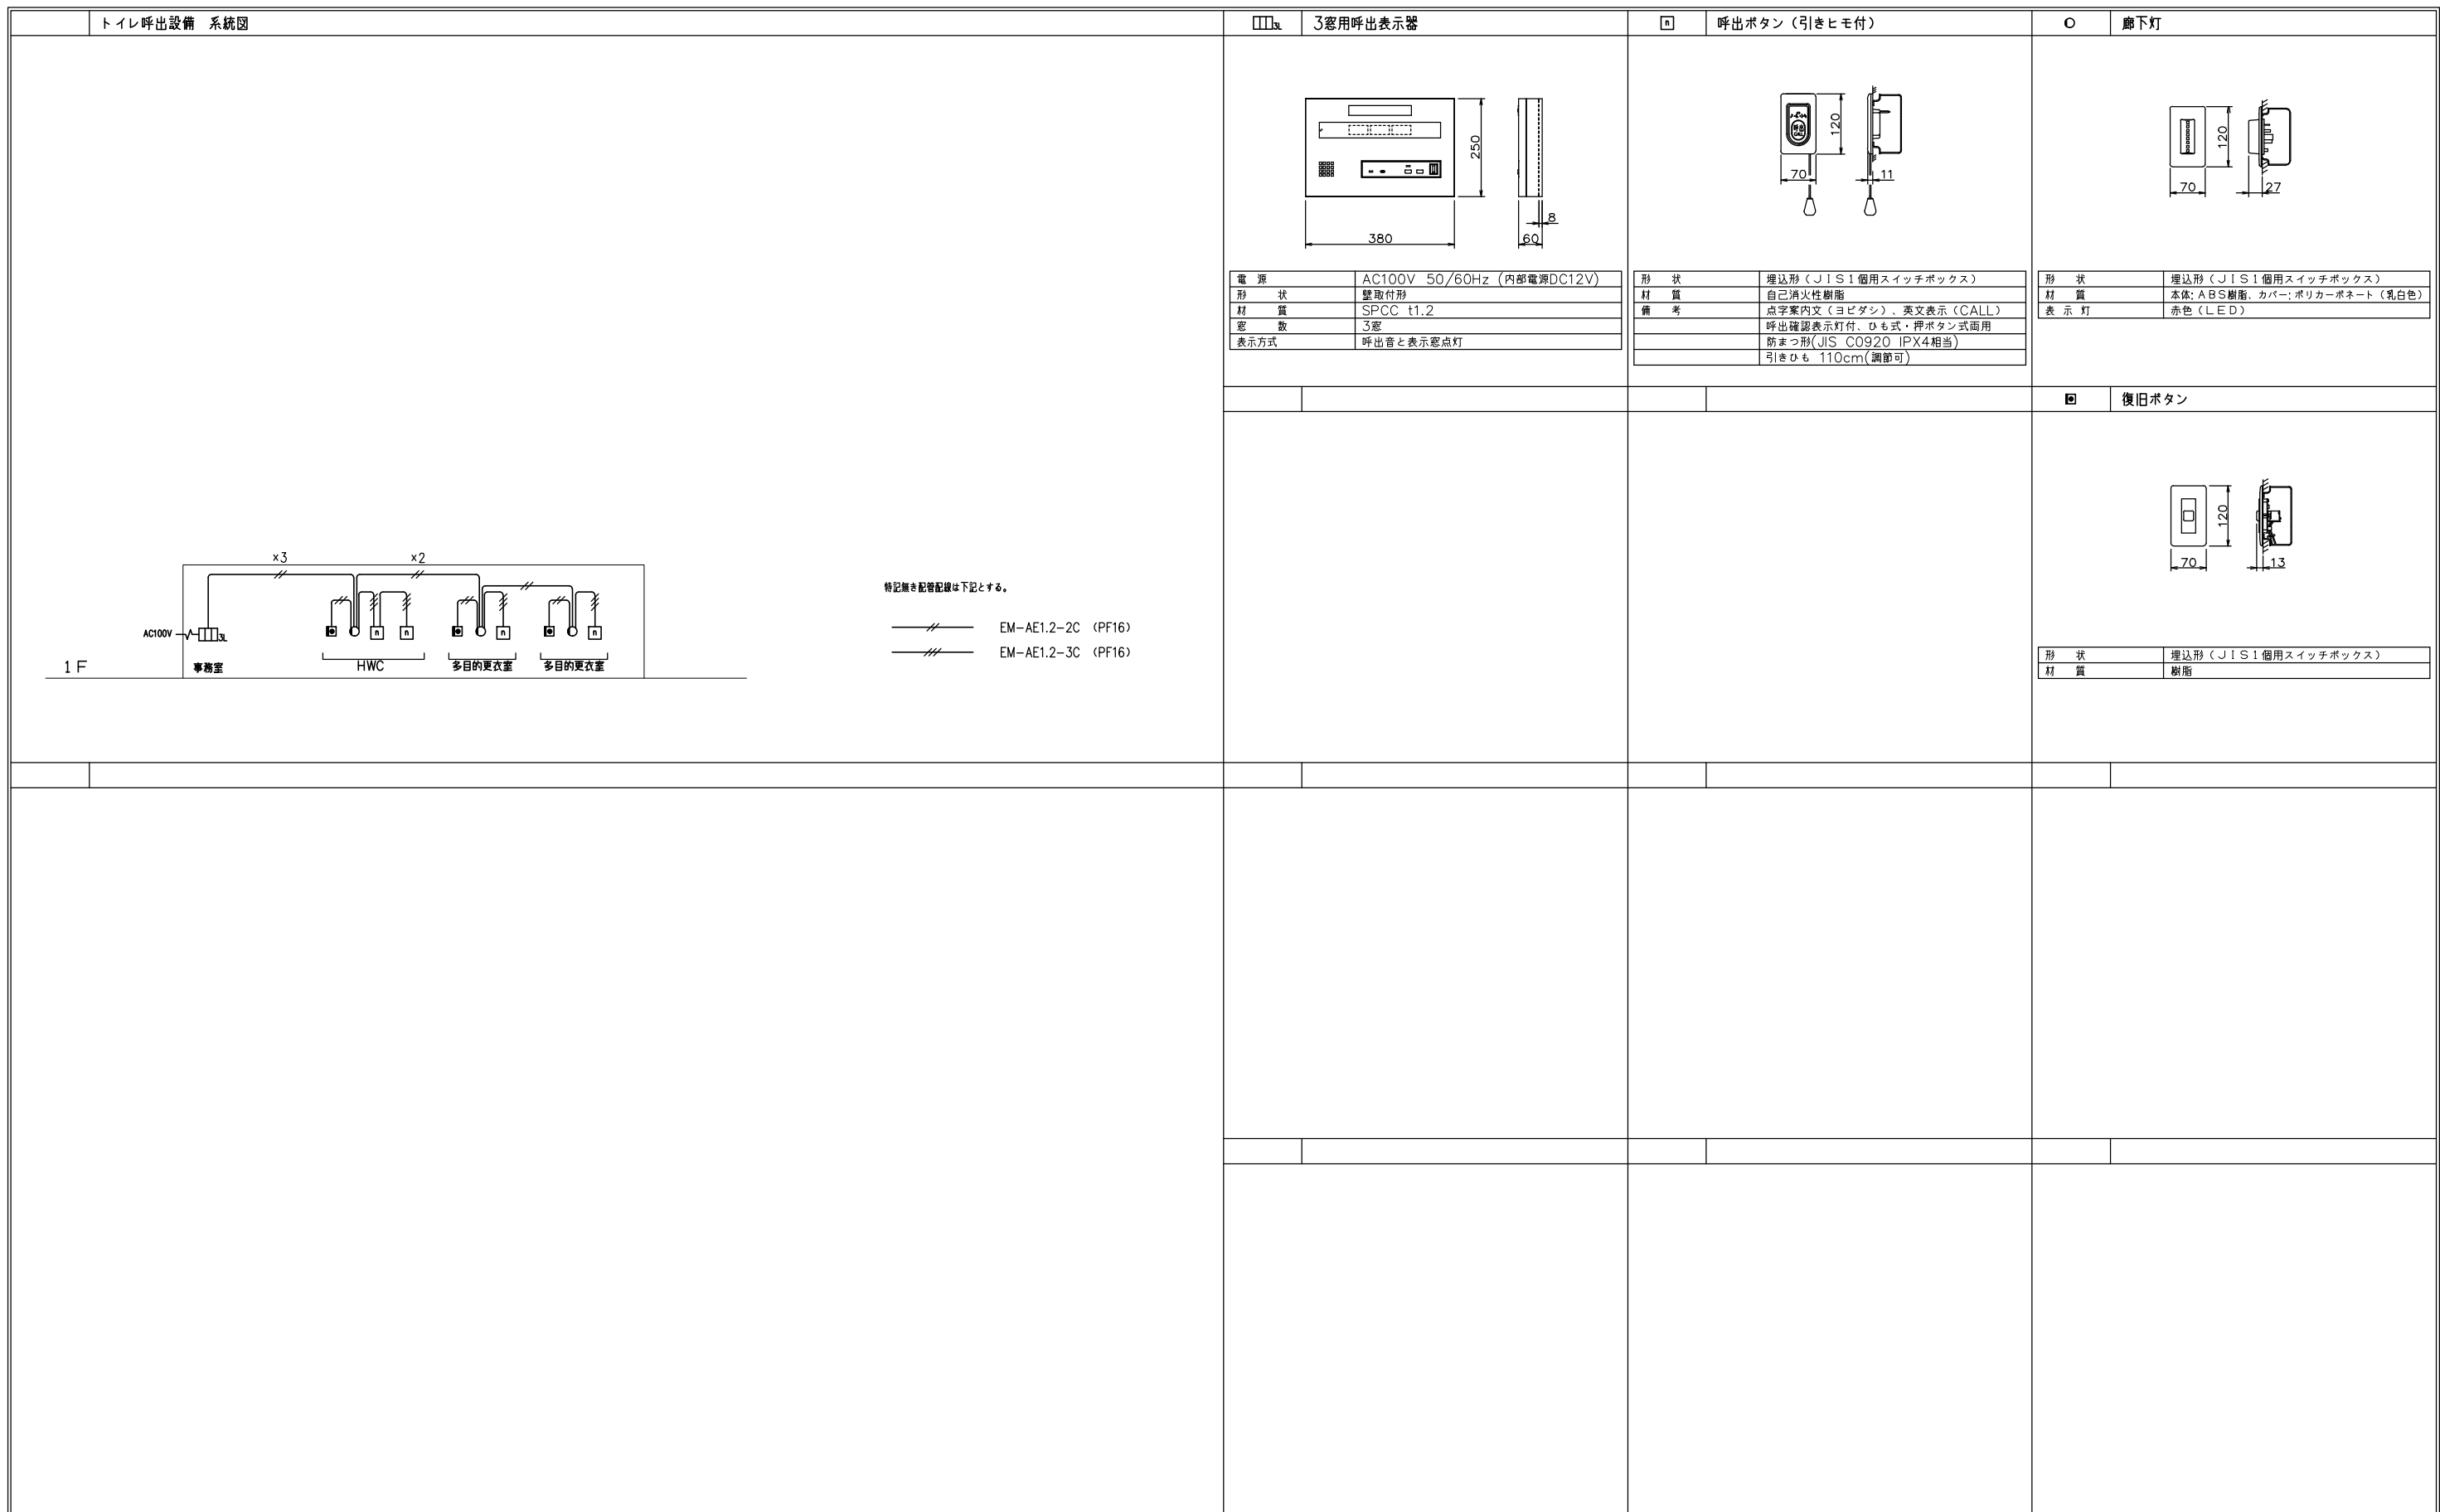 トイレ呼出設備　系統図
3L
3窓用呼出表示器
n
呼出ボタン（引きヒモ付）
廊下灯
250
380
8
60
呼出
CALL
120
70
11
120
70
27
電　源　AC100V　50/60Hz（内部電源DC12V）
形　　状　壁取付形
材　　質　SPCC　t1.2
窓　　数　3窓
表示方式　呼出音と表示窓点灯
形　状　埋込形（ＪＩＳ１個用スイッチボックス）
材　質　自己消火性樹脂
備　考　点字案内文（ヨビダシ）、英文表示（CALL）
呼出確認表示灯付、ひも式・押ボタン式両用
防まつ形(JIS　C0920　IPX4相当)
引きひも　110cm(調節可)
形　状　埋込形（ＪＩＳ１個用スイッチボックス）
材　質　本体:ＡＢＳ樹脂、カバー:ポリカーボネート（乳白色）
表　示　灯　赤色（ＬＥＤ）
復旧ボタン
120
70
13
形　状　埋込形（ＪＩＳ１個用スイッチボックス）
材　質　樹脂
×3
×2
AC100V
3L
n
n
n
n
1F
事務室
HWC
多目的更衣室
多目的更衣室
特記無き配管配線は下記とする。
EM-AE1.2-2C　(PF16)
EM-AE1.2-3C　(PF16)